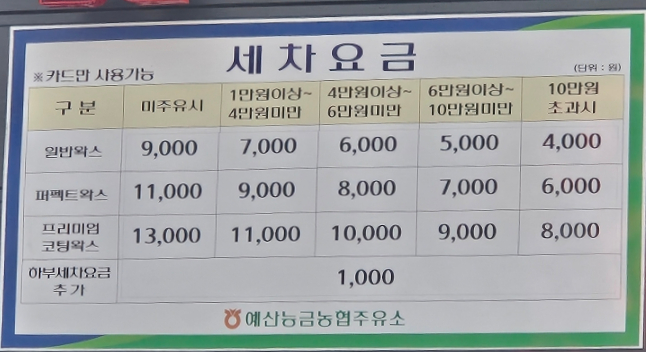 세차요금
※카드만 사용가능
(단위 : 원)
구 분 미주유시 1만원이상~ 4만원미만 4만원이상~ 6만원미만 6만원이상~ 10만원미만 10만원 초과시
일반왁스 9,000 7,000 6,000 5,000 4,000
퍼펙트왁스 11,000 9,000 8,000 7,000 6,000
프리미엄 코팅왁스 13,000 11,000 10,000 9,000 8,000
하부세차요금 추가 1,000
예산능금농협주유소